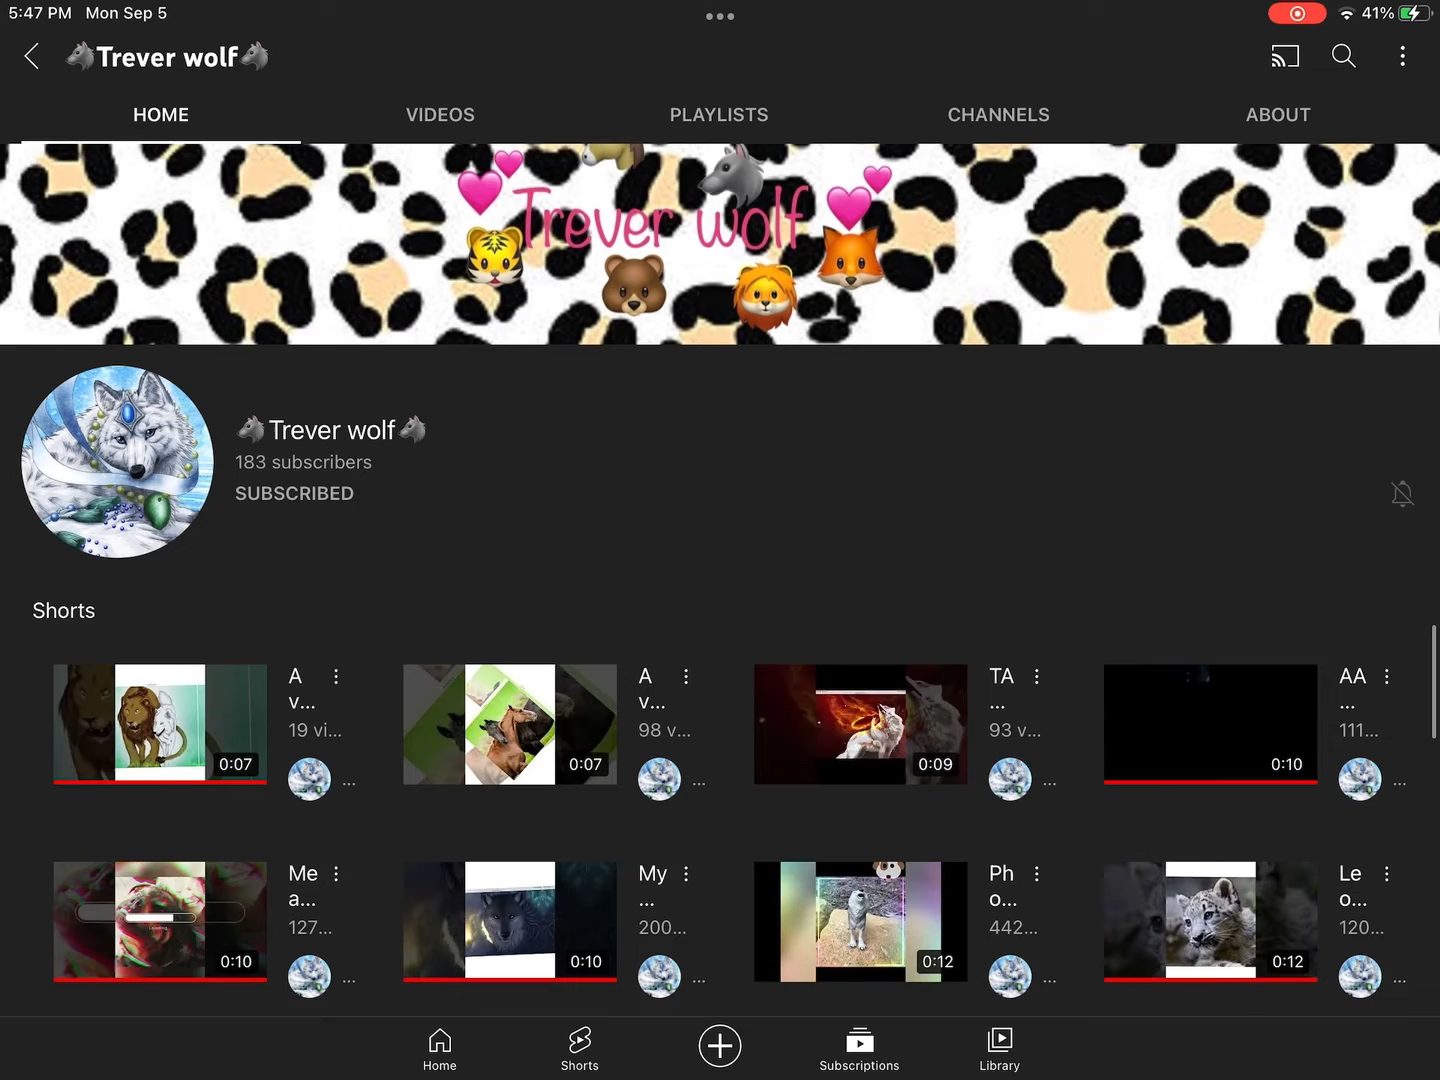 5:47 PM Mon Sep 5
41%
🐺Trever wolf🐺
HOME VIDEOS PLAYLISTS CHANNELS ABOUT
Trever wolf
🐺Trever wolf🐺
183 subscribers
SUBSCRIBED
Shorts
A
v...
19 vi...
0:07
...
A
v...
98 v...
0:07
...
TA
...
93 v...
0:09
...
AA
...
111...
0:10
...
Me
a...
127...
Loading...
0:10
...
My
...
200...
0:10
...
Ph
o...
442...
0:12
...
Le
o...
120...
0:12
...
Home Shorts Subscriptions Library